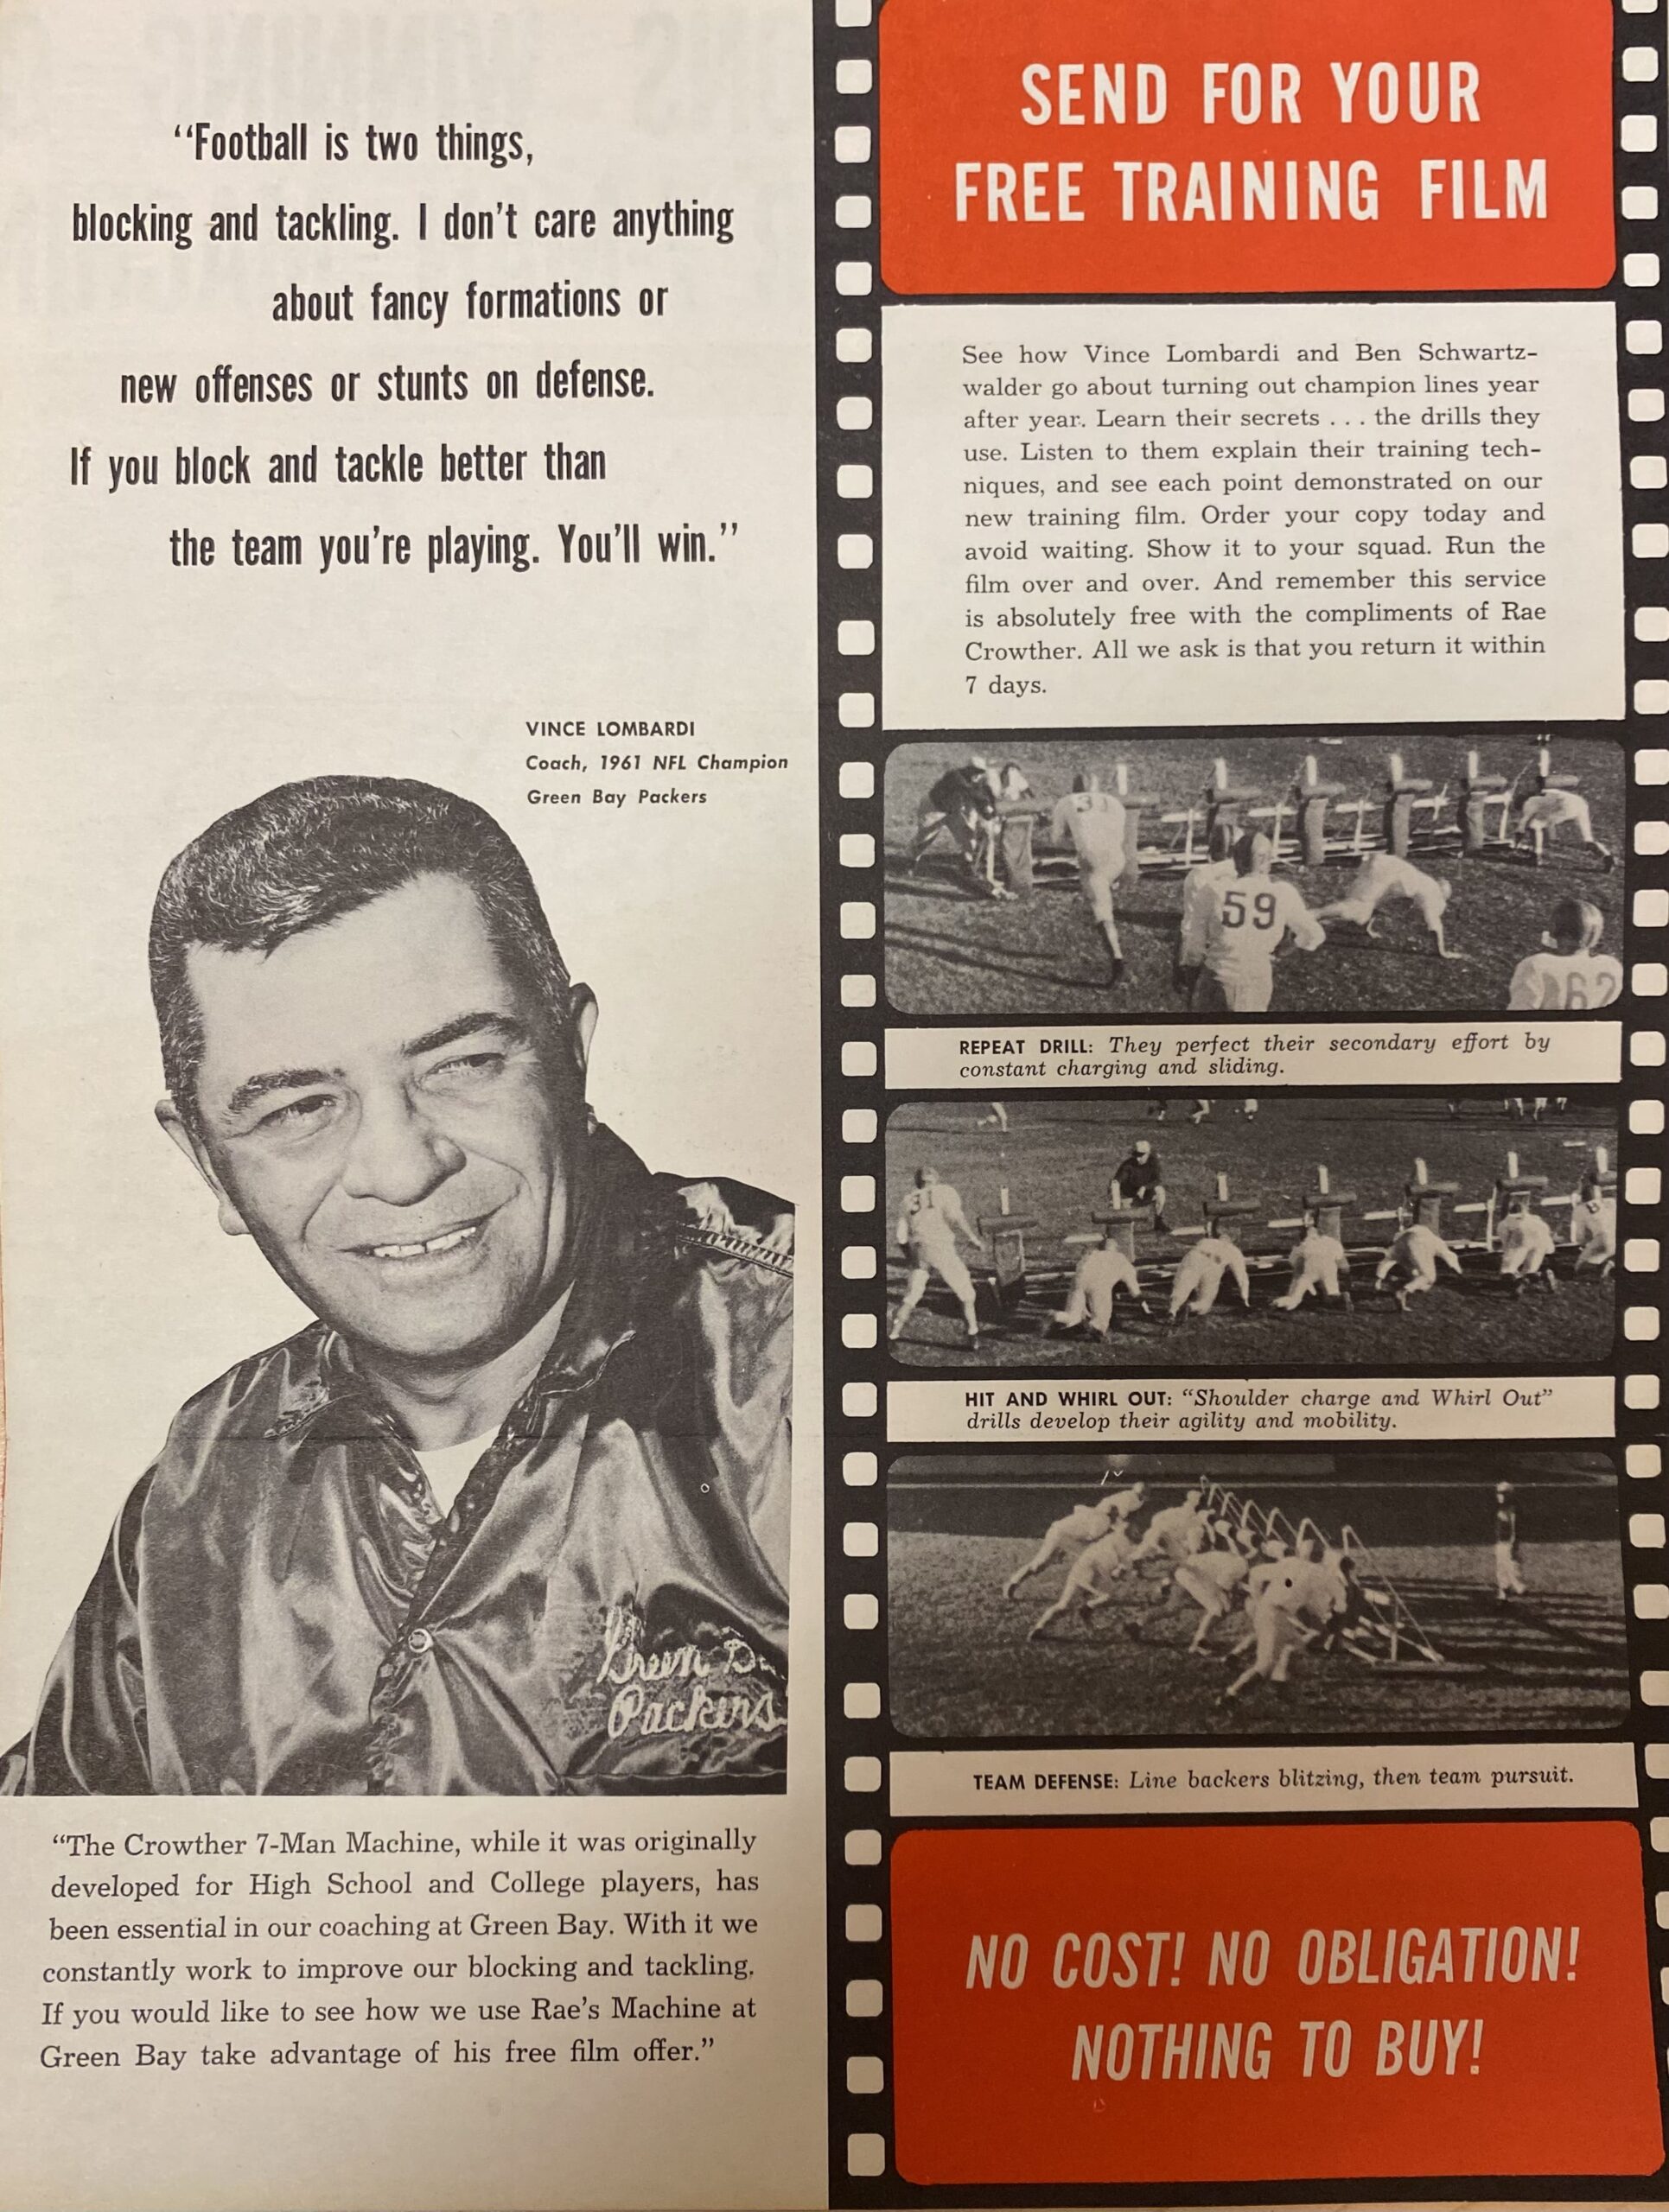 “Football is two things,
blocking and tackling. I don’t care anything
about fancy formations or
new offenses or stunts on defense.
If you block and tackle better than
the team you’re playing. You’ll win.”
VINCE LOMBARDI
Coach, 1961 NFL Champion
Green Bay Packers
Packers
“The Crowther 7-Man Machine, while it was originally
developed for High School and College players, has
been essential in our coaching at Green Bay. With it we
constantly work to improve our blocking and tackling.
If you would like to see how we use Rae’s Machine at
Green Bay take advantage of his free film offer.”
SEND FOR YOUR
FREE TRAINING FILM
See how Vince Lombardi and Ben Schwartz-
walder go about turning out champion lines year
after year. Learn their secrets . . . the drills they
use. Listen to them explain their training tech-
niques, and see each point demonstrated on our
new training film. Order your copy today and
avoid waiting. Show it to your squad. Run the
film over and over. And remember this service
is absolutely free with the compliments of Rae
Crowther. All we ask is that you return it within
7 days.
31
59
62
REPEAT DRILL: They perfect their secondary effort by
constant charging and sliding.
31
HIT AND WHIRL OUT: “Shoulder charge and Whirl Out”
drills develop their agility and mobility.
TEAM DEFENSE: Line backers blitzing, then team pursuit.
NO COST! NO OBLIGATION!
NOTHING TO BUY!